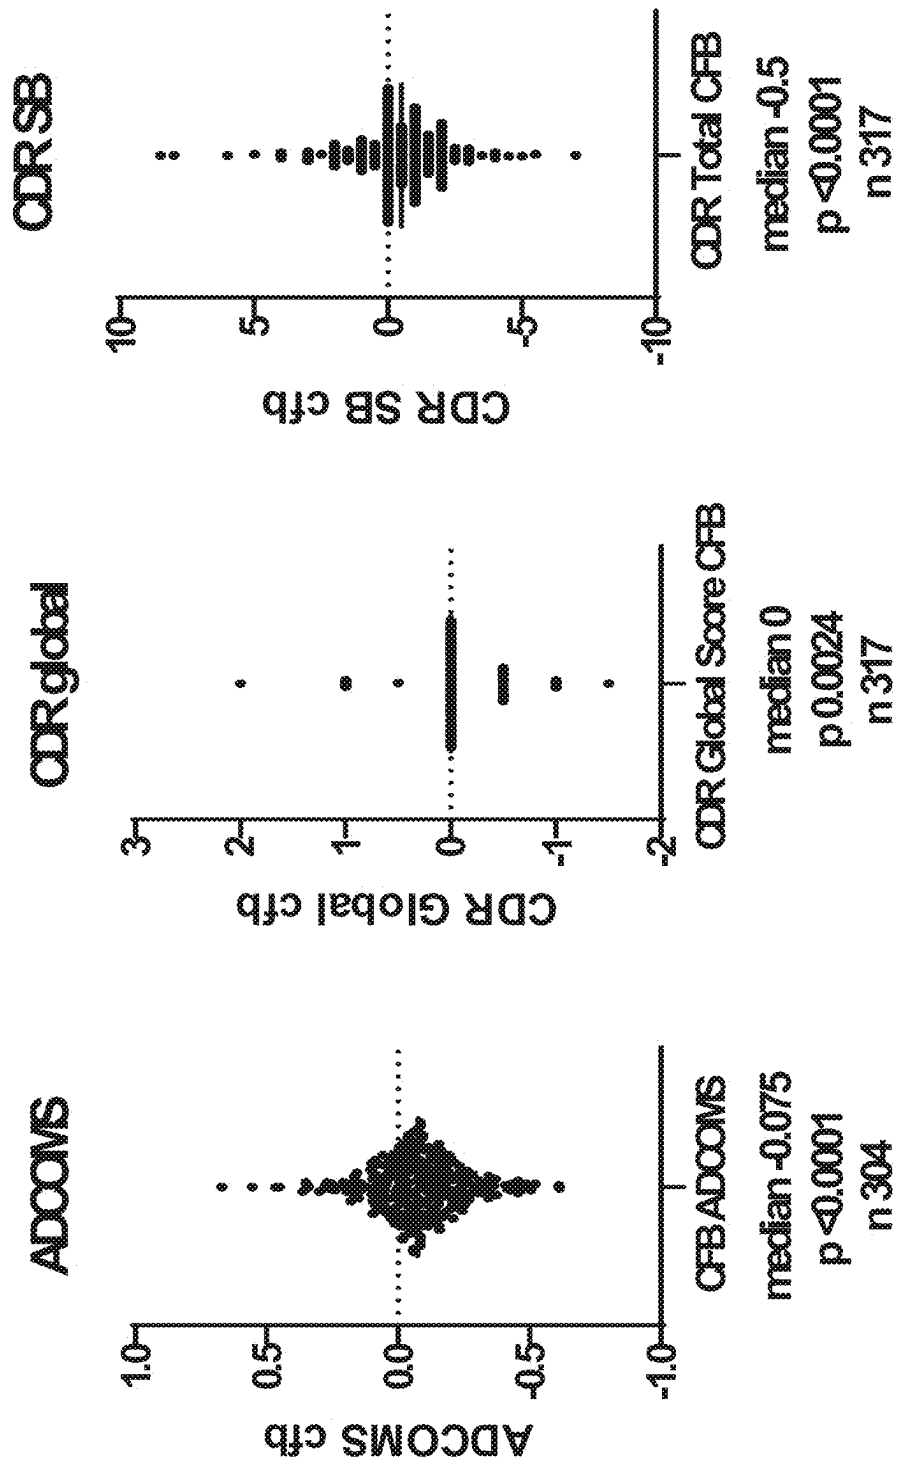 ADCOMS
1.0
0.5
0.0
-0.5
-1.0
ADCOMS cfb
CFB ADCOMS
median -0.075
p <0.0001
n 304
CDR global
3
2
1
0
-1
-2
CDR Global cfb
CDR Global Score CFB
median 0
p 0.0024
n 317
CDR SB
10
5
0
-5
-10
CDR SB cfb
CDR Total CFB
median -0.5
p <0.0001
n 317